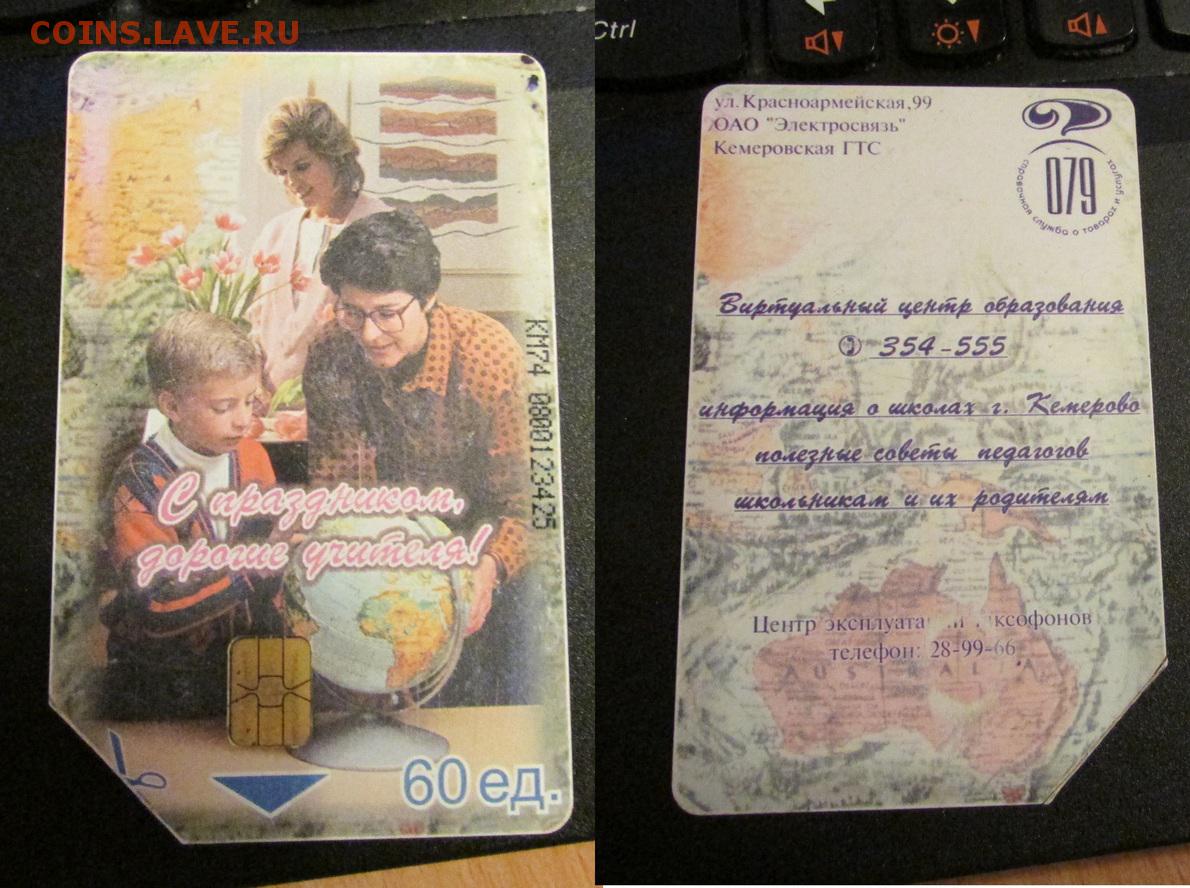 COINS.LAVE.RU
С праздником,
дорогие учителя!
КМ74 000123425
60 ед.
Ctrl
ул. Красноармейская, 99
ОАО "Электросвязь"
Кемеровская ГТС
079
справочная служба о товарах и услугах
Виртуальный центр образования
354-555
информация о школах г. Кемерово
полезные советы педагогов
школьникам и их родителям
Центр
телефон: 28-99-66
AUSTRALIA